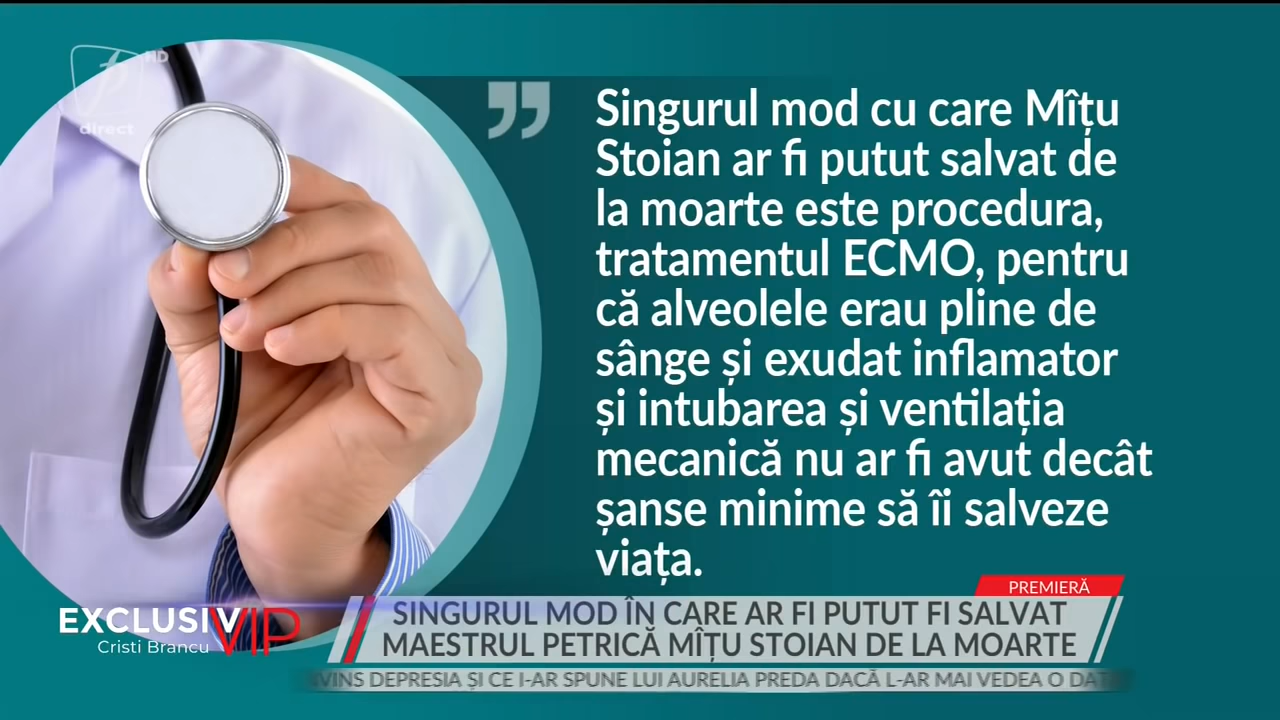 HD
direct
”
Singurul mod cu care Mîțu
Stoian ar fi putut salvat de
la moarte este procedura,
tratamentul ECMO, pentru
că alveolele erau pline de
sânge și exudat inflamator
și intubarea și ventilația
mecanică nu ar fi avut decât
șanse minime să îi salveze
viața.
PREMIERĂ
EXCLUSIV VIP
Cristi Brancu
SINGURUL MOD ÎN CARE AR FI PUTUT FI SALVAT
MAESTRUL PETRICĂ MÎȚU STOIAN DE LA MOARTE
DEPRESIA ȘI CE I-AR SPUNE LUI AURELIA PREDA DACĂ L-AR MAI VEDEA O